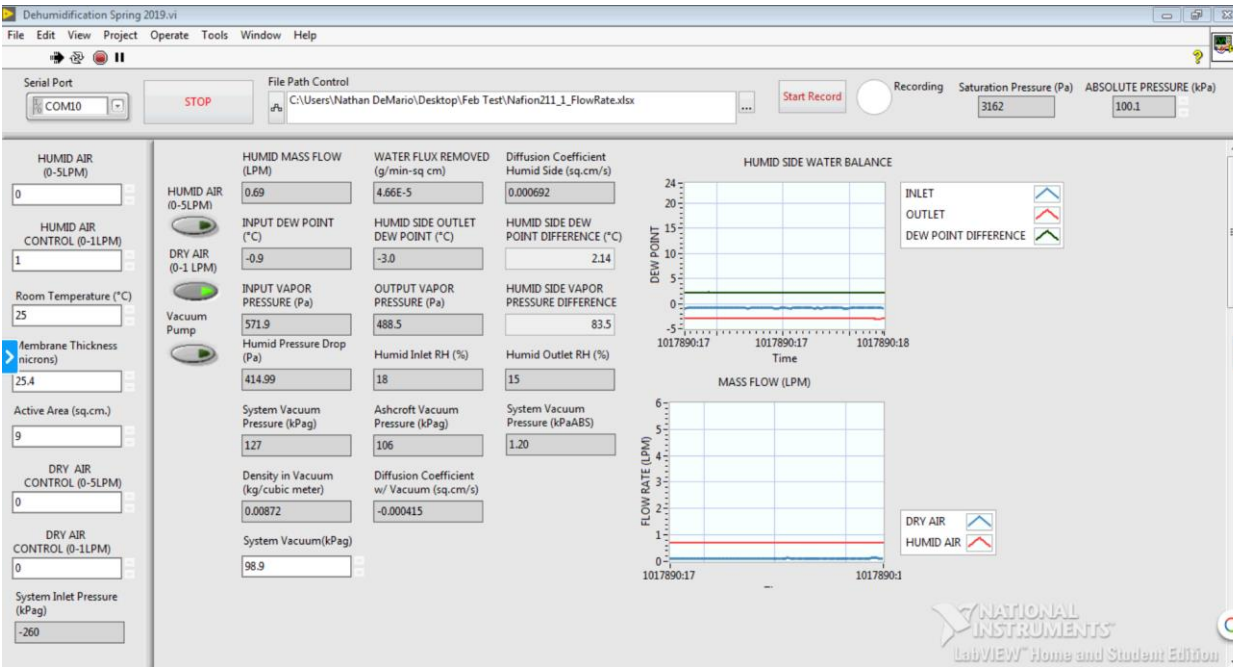 Dehumidification Spring 2019.vi
File Edit View Project Operate Tools Window Help
Serial Port
COM10
STOP
File Path Control
C:\Users\Nathan DeMario\Desktop\Feb Test\Nafion211_1_FlowRate.xlsx
...
Start Record
Recording
Saturation Pressure (Pa)
3162
ABSOLUTE PRESSURE (kPa)
100.1
HUMID AIR
(0-5LPM)
0
HUMID AIR
CONTROL (0-1LPM)
1
Room Temperature (°C)
25
Membrane Thickness
nicrons)
25.4
Active Area (sq.cm.)
9
DRY AIR
CONTROL (0-5LPM)
0
DRY AIR
CONTROL (0-1LPM)
0
System Inlet Pressure
(kPag)
-260
HUMID AIR
(0-5LPM)
DRY AIR
(0-1 LPM)
Vacuum
Pump
HUMID MASS FLOW
(LPM)
0.69
WATER FLUX REMOVED
(g/min-sq cm)
4.66E-5
Diffusion Coefficient
Humid Side (sq.cm/s)
0.000692
INPUT DEW POINT
(°C)
-0.9
HUMID SIDE OUTLET
DEW POINT (°C)
-3.0
HUMID SIDE DEW
POINT DIFFERENCE (°C)
2.14
INPUT VAPOR
PRESSURE (Pa)
571.9
OUTPUT VAPOR
PRESSURE (Pa)
488.5
HUMID SIDE VAPOR
PRESSURE DIFFERENCE
83.5
Humid Pressure Drop
(Pa)
414.99
Humid Inlet RH (%)
18
Humid Outlet RH (%)
15
System Vacuum
Pressure (kPag)
127
Ashcroft Vacuum
Pressure (kPag)
106
System Vacuum
Pressure (kPaABS)
1.20
Density in Vacuum
(kg/cubic meter)
0.00872
Diffusion Coefficient
w/ Vacuum (sq.cm/s)
-0.000415
System Vacuum(kPag)
98.9
HUMID SIDE WATER BALANCE
DEW POINT
24
20
15
10
5
0
-5
1017890:17 1017890:17 1017890:18
Time
INLET
OUTLET
DEW POINT DIFFERENCE
MASS FLOW (LPM)
FLOW RATE (LPM)
6
5
4
3
2
1
0
1017890:17 1017890:1
DRY AIR
HUMID AIR
NATIONAL
INSTRUMENTS
LabVIEW™ Home and Student Edition